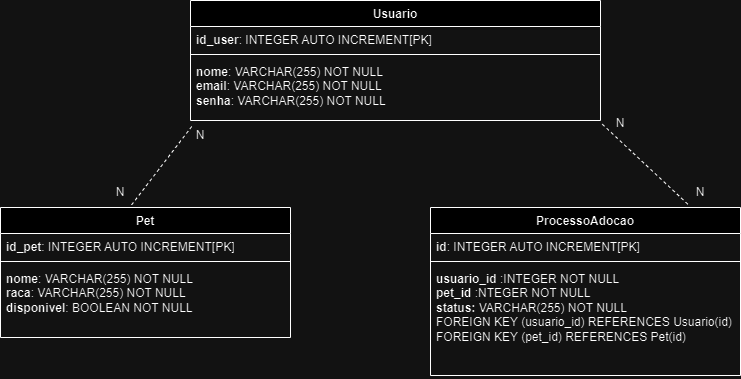 Usuario
id_user: INTEGER AUTO INCREMENT[PK]
nome: VARCHAR(255) NOT NULL
email: VARCHAR(255) NOT NULL
senha: VARCHAR(255) NOT NULL
N
N
N
N
Pet
id_pet: INTEGER AUTO INCREMENT[PK]
nome: VARCHAR(255) NOT NULL
raca: VARCHAR(255) NOT NULL
disponivel: BOOLEAN NOT NULL
ProcessoAdocao
id: INTEGER AUTO INCREMENT[PK]
usuario_id :INTEGER NOT NULL
pet_id :NTEGER NOT NULL
status: VARCHAR(255) NOT NULL
FOREIGN KEY (usuario_id) REFERENCES Usuario(id)
FOREIGN KEY (pet_id) REFERENCES Pet(id)